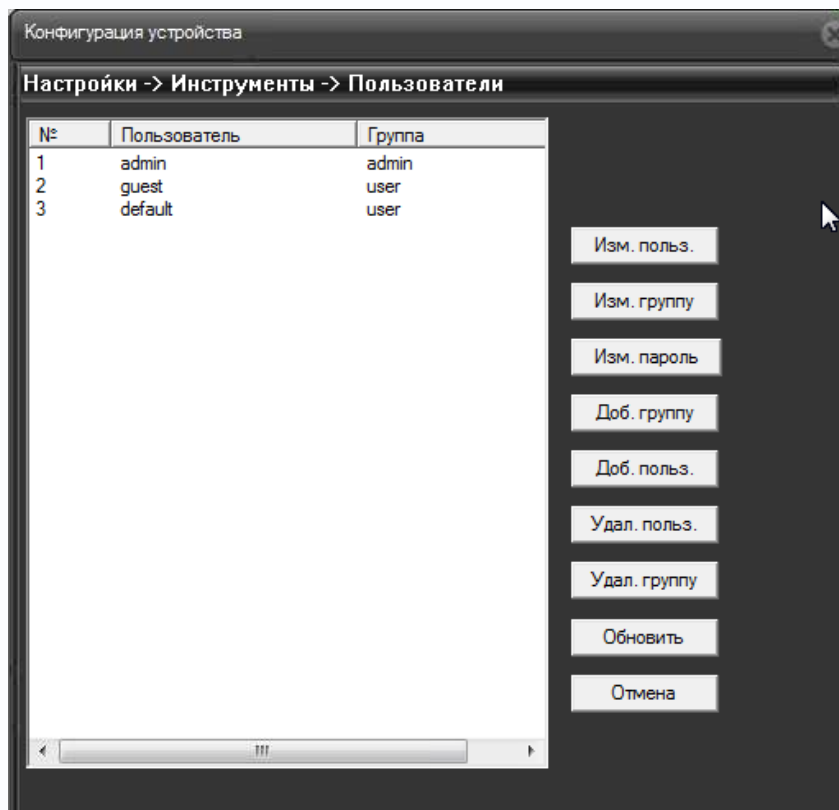 Конфигурация устройства
Настройки -> Инструменты -> Пользователи
№ Пользователь Группа
1 admin admin
2 guest user
3 default user
Изм. польз.
Изм. группу
Изм. пароль
Доб. группу
Доб. польз.
Удал. польз.
Удал. группу
Обновить
Отмена